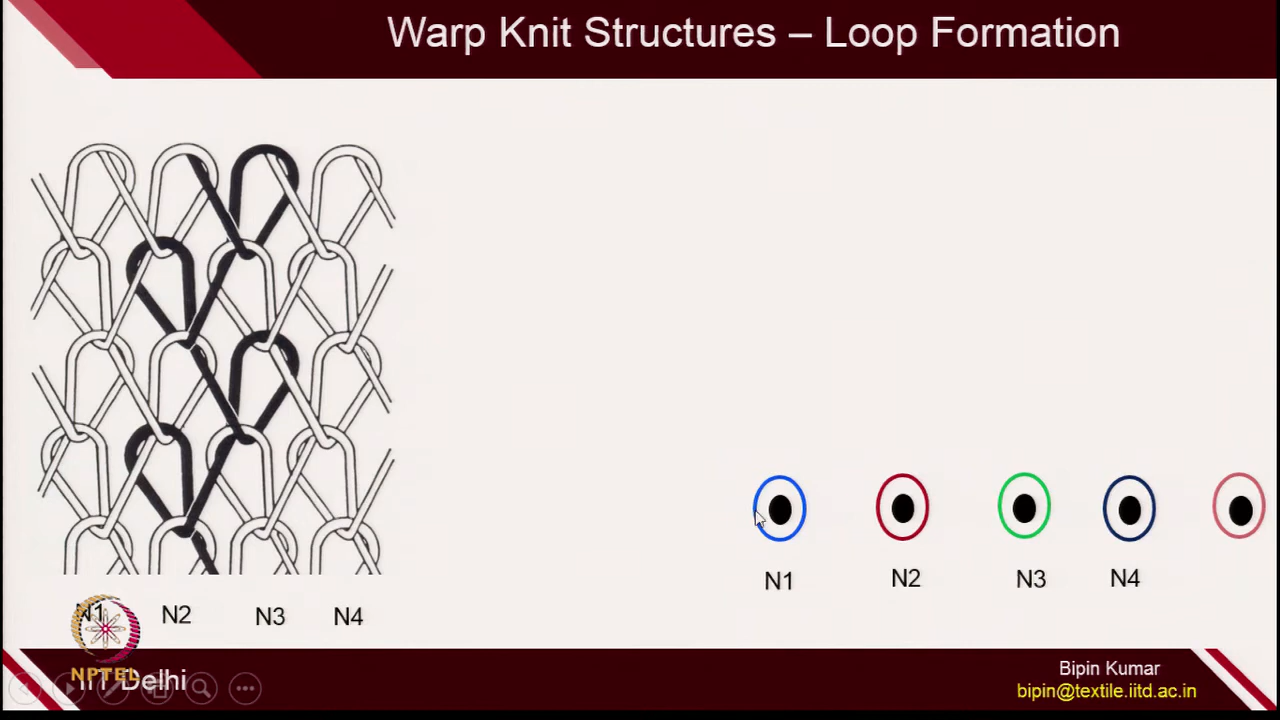 Warp Knit Structures – Loop Formation
N1 N2 N3 N4
N1 N2 N3 N4
NPTEL
IIT Delhi
Bipin Kumar
bipin@textile.iitd.ac.in